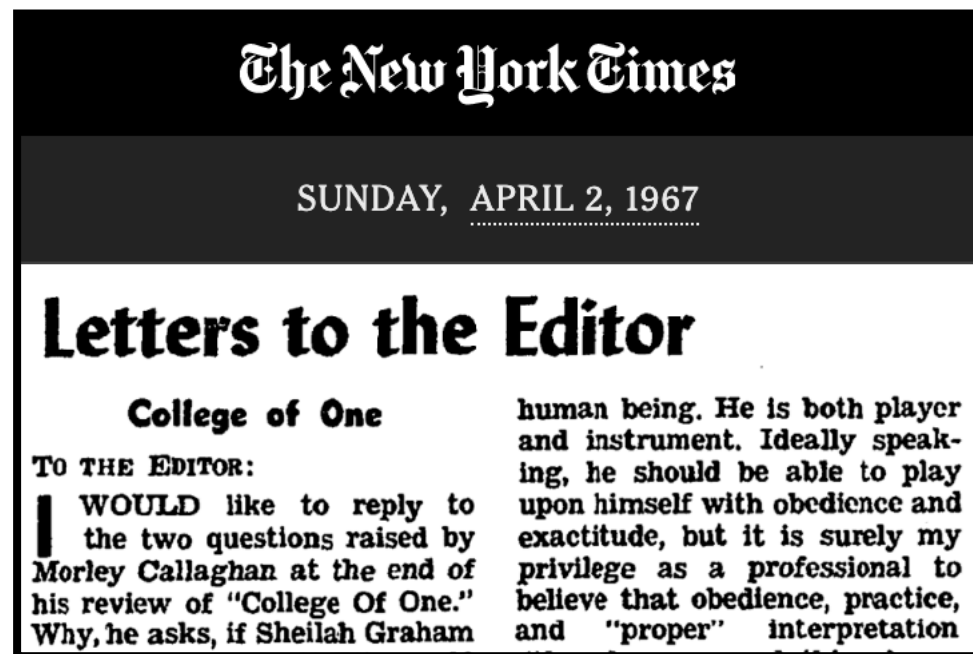 The New York Times
SUNDAY, APRIL 2, 1967
Letters to the Editor
College of One
TO THE EDITOR:
I WOULD like to reply to
the two questions raised by
Morley Callaghan at the end of
his review of "College Of One."
Why, he asks, if Sheilah Graham
human being. He is both player
and instrument. Ideally speak-
ing, he should be able to play
upon himself with obedience and
exactitude, but it is surely my
privilege as a professional to
believe that obedience, practice,
and "proper" interpretation